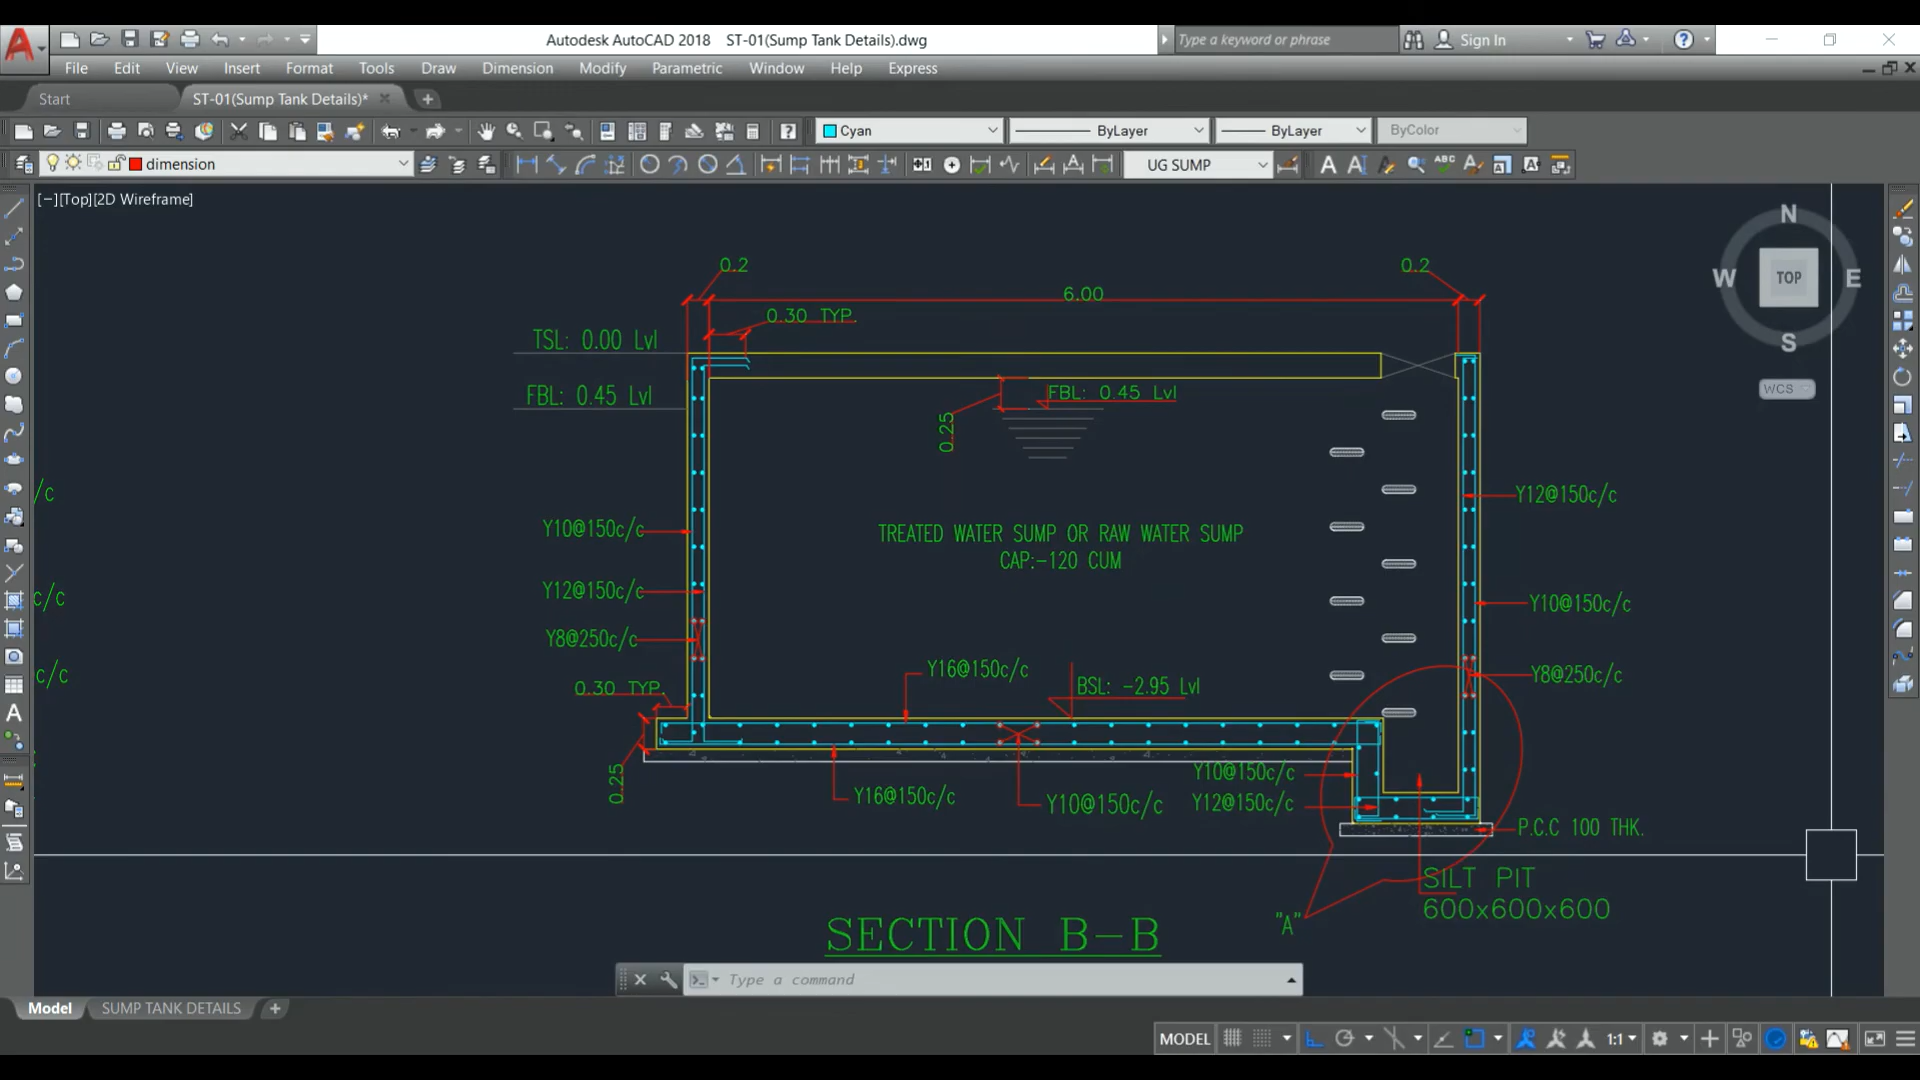 Autodesk AutoCAD 2018 ST-01(Sump Tank Details).dwg
Type a keyword or phrase
Sign In
File Edit View Insert Format Tools Draw Dimension Modify Parametric Window Help Express
Start
ST-01(Sump Tank Details)*
Cyan
ByLayer
ByLayer
ByColor
dimension
UG SUMP
[−][Top][2D Wireframe]
N
W
TOP
E
S
WCS
0.2
0.2
6.00
0.30 TYP.
TSL: 0.00 Lvl
FBL: 0.45 Lvl
FBL: 0.45 Lvl
0.25
/c
Y12@150c/c
Y10@150c/c
TREATED WATER SUMP OR RAW WATER SUMP
CAP:-120 CUM
Y12@150c/c
c/c
Y10@150c/c
Y8@250c/c
c/c
Y16@150c/c
Y8@250c/c
0.30 TYP.
BSL: -2.95 Lvl
0.25
Y10@150c/c
Y16@150c/c
Y10@150c/c
Y12@150c/c
P.C.C 100 THK.
SILT PIT
600x600x600
"A"
SECTION B-B
Type a command
Model
SUMP TANK DETAILS
MODEL
1:1